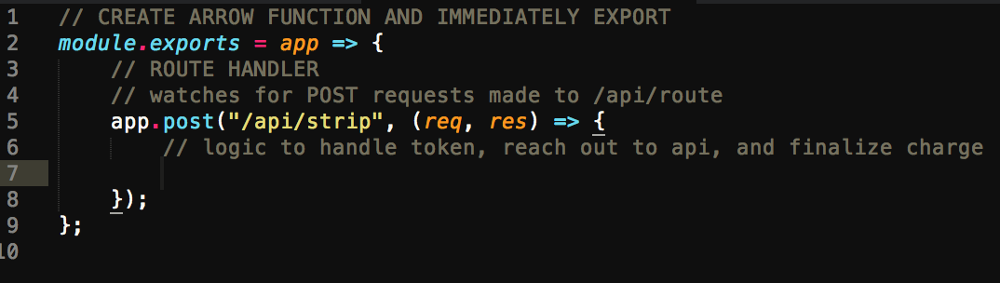 1 // CREATE ARROW FUNCTION AND IMMEDIATELY EXPORT
2 module.exports = app => {
3 // ROUTE HANDLER
4 // watches for POST requests made to /api/route
5 app.post("/api/strip", (req, res) => {
6 // logic to handle token, reach out to api, and finalize charge
7
8 });
9 };
10